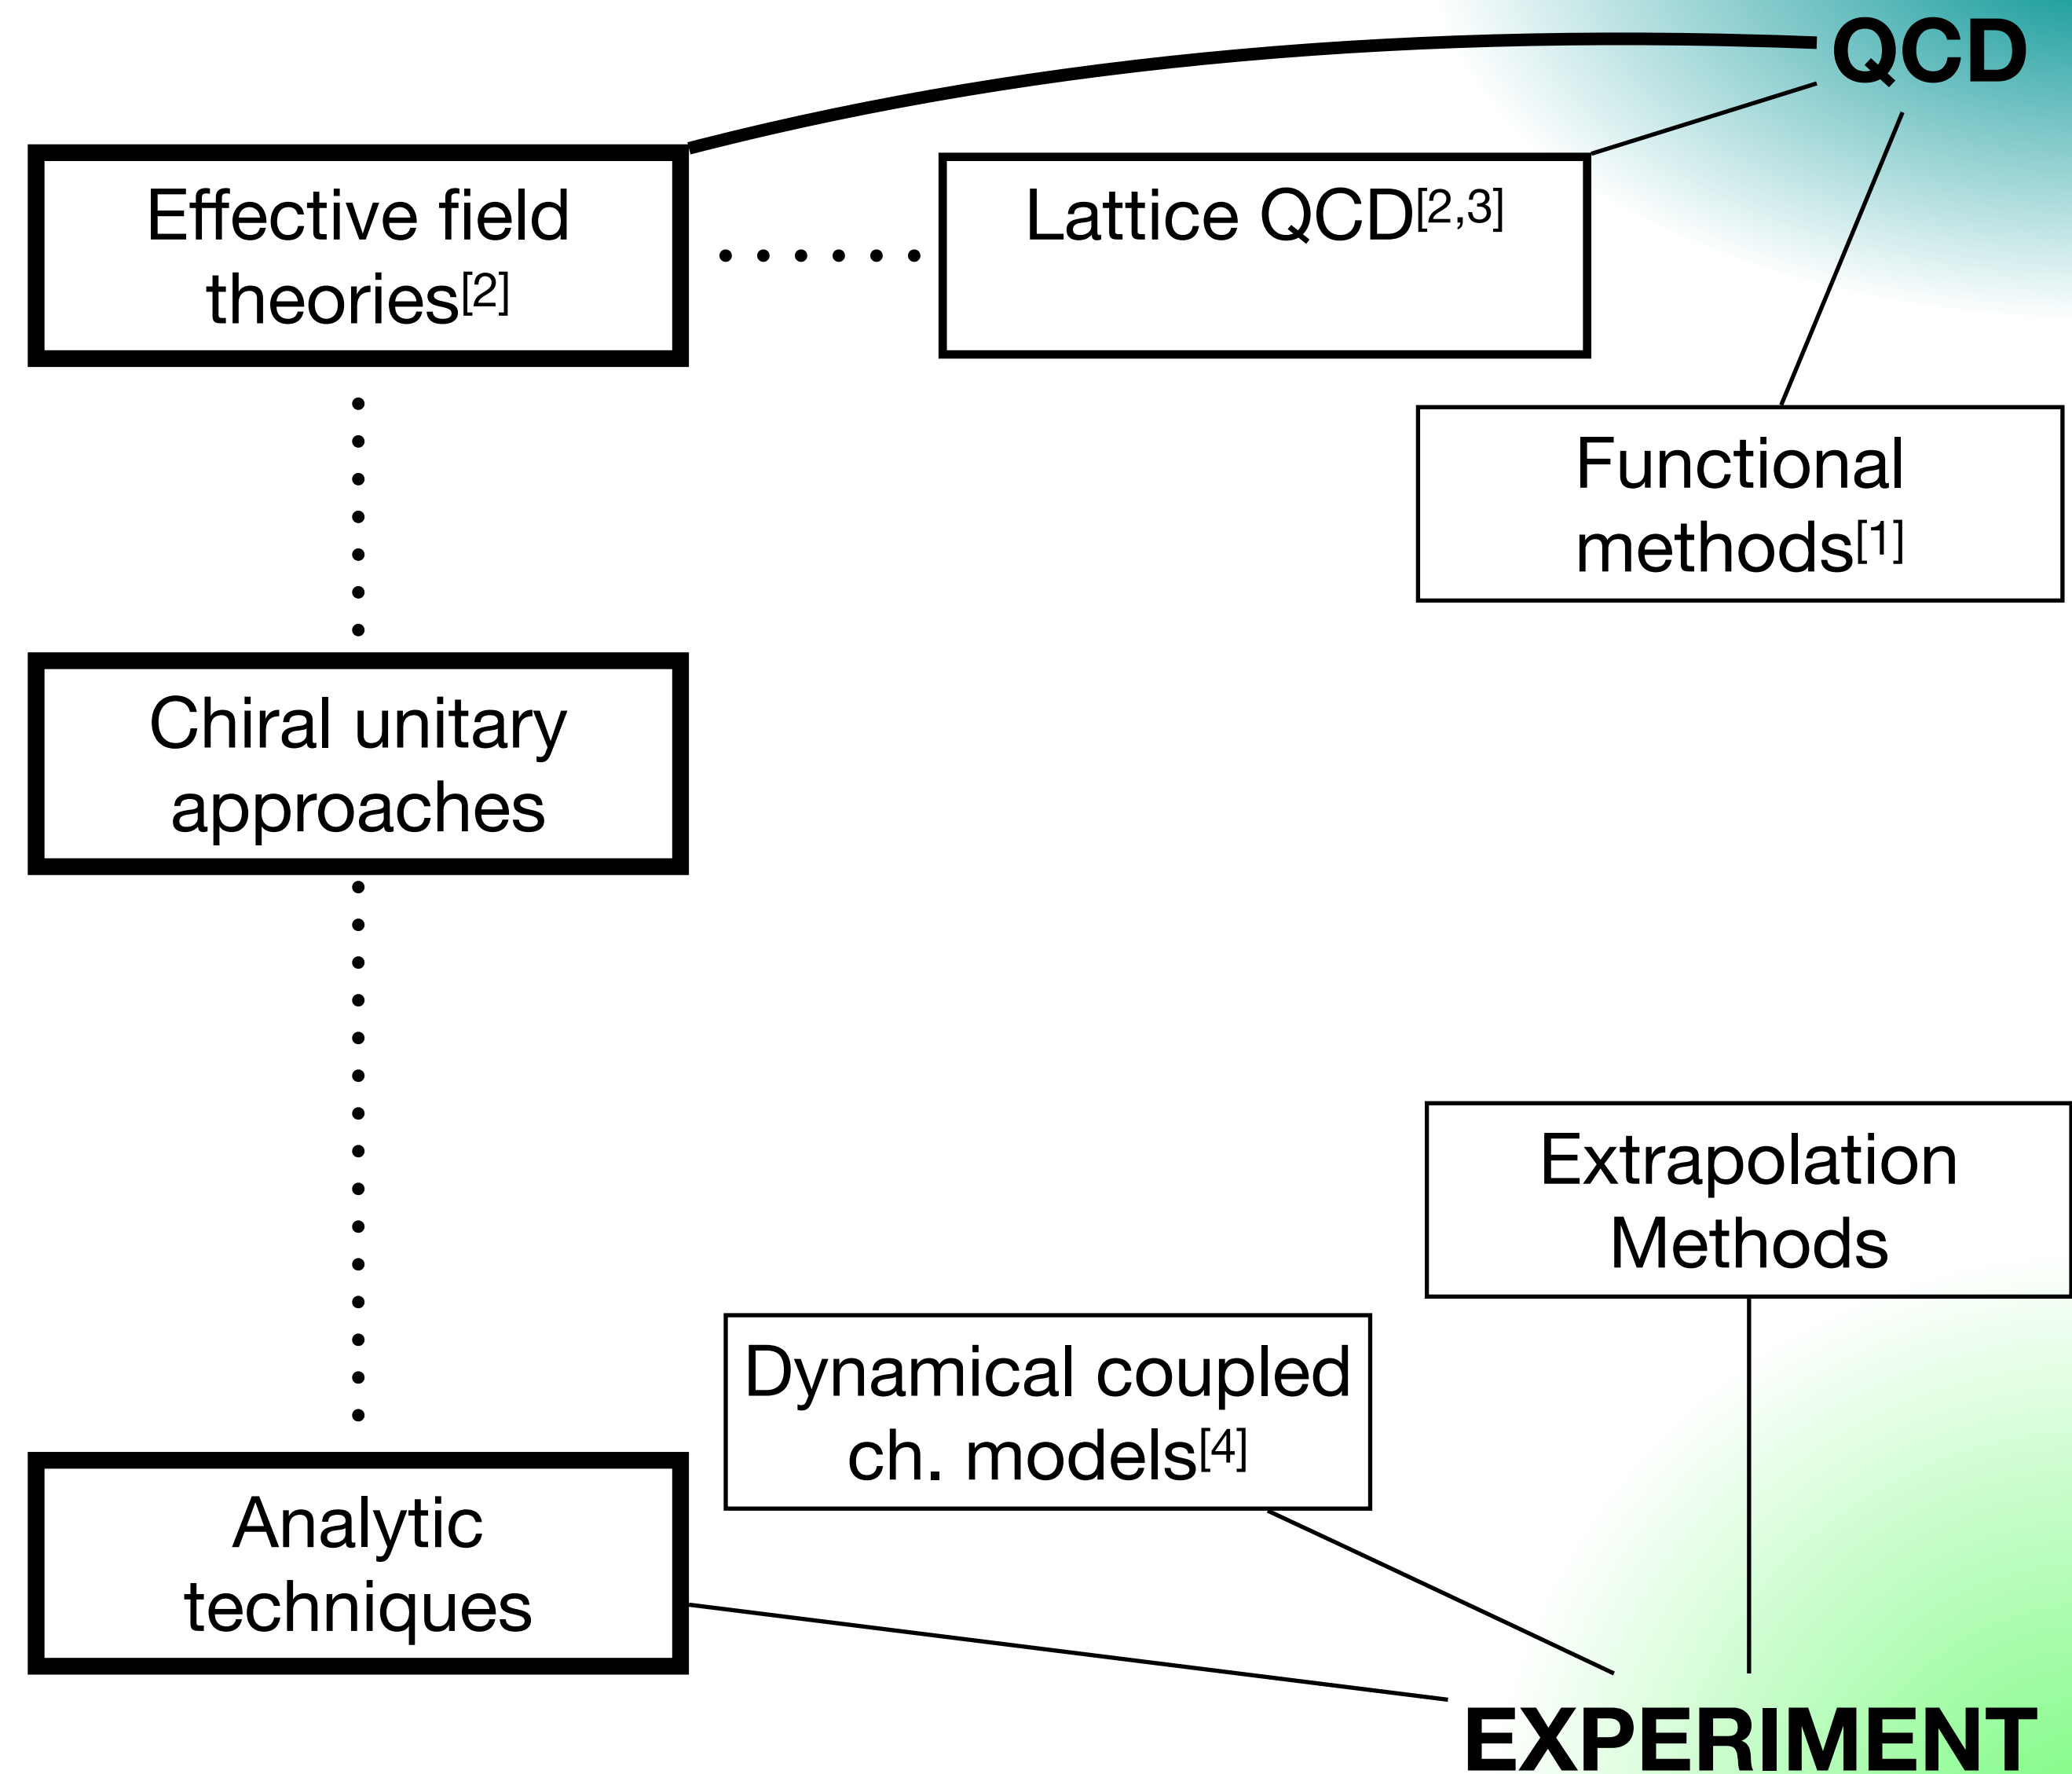 QCD
Effective field
theories[2]
Lattice QCD[2,3]
Functional
methods[1]
Chiral unitary
approaches
Extrapolation
Methods
Dynamical coupled
ch. models[4]
Analytic
techniques
EXPERIMENT